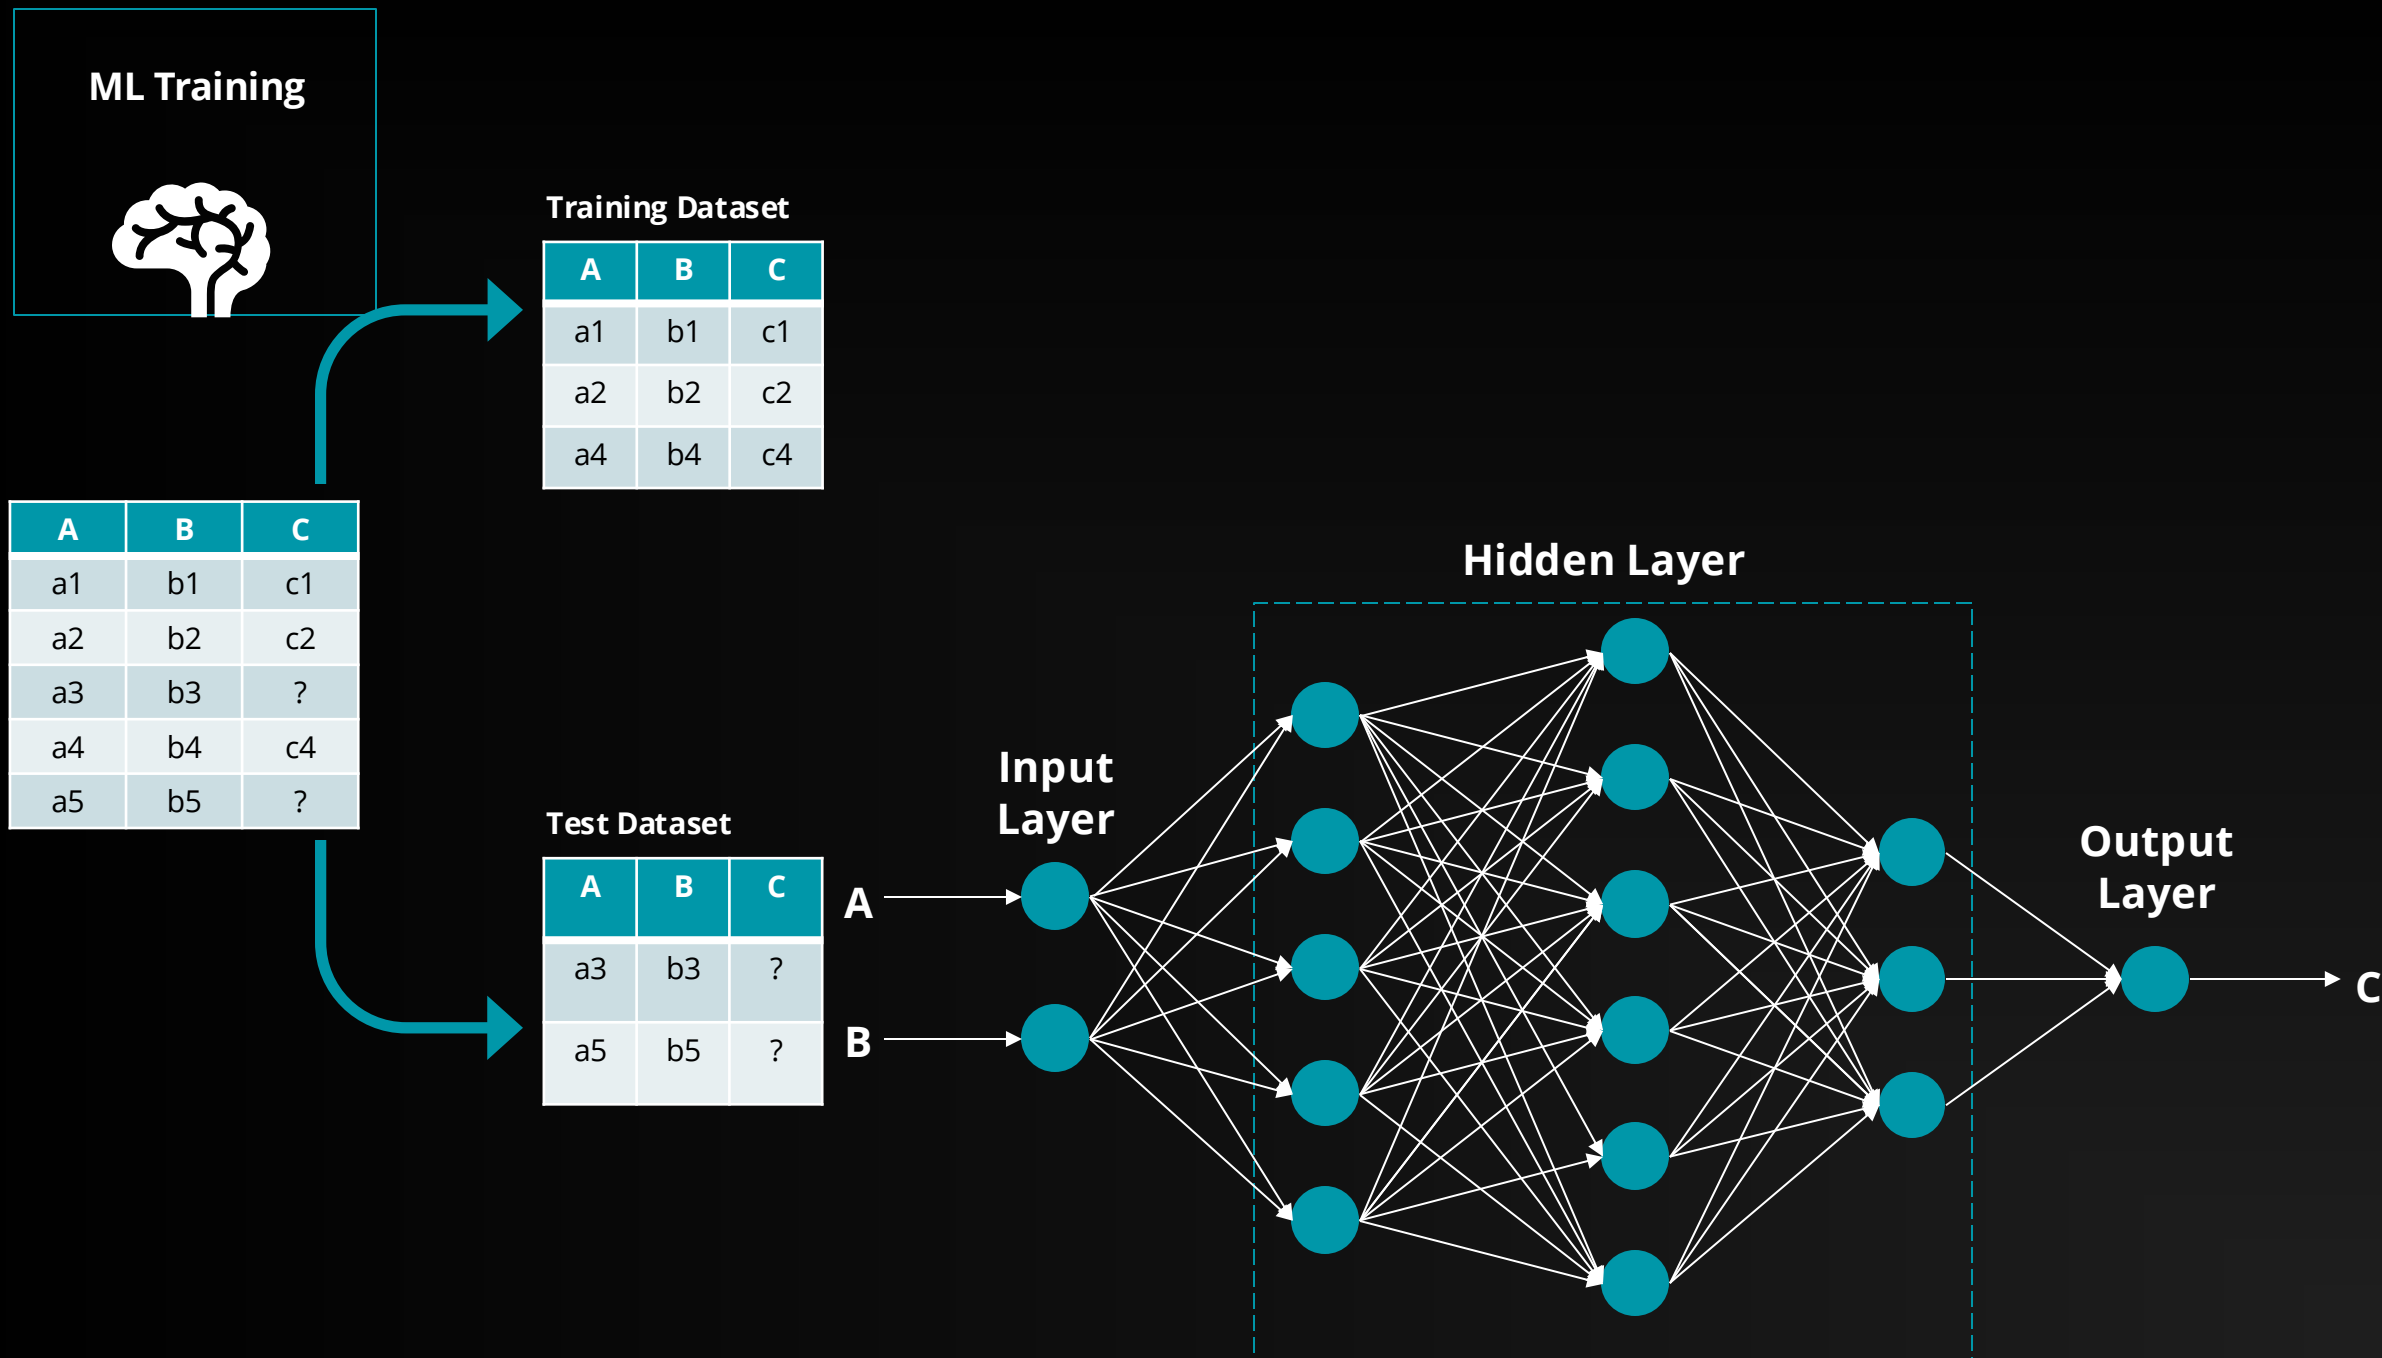 ML Training
Training Dataset
A B C
a1 b1 c1
a2 b2 c2
a4 b4 c4
A B C
a1 b1 c1
a2 b2 c2
a3 b3 ?
a4 b4 c4
a5 b5 ?
Test Dataset
A B C
a3 b3 ?
a5 b5 ?
A
B
Input
Layer
Hidden Layer
Output
Layer
C